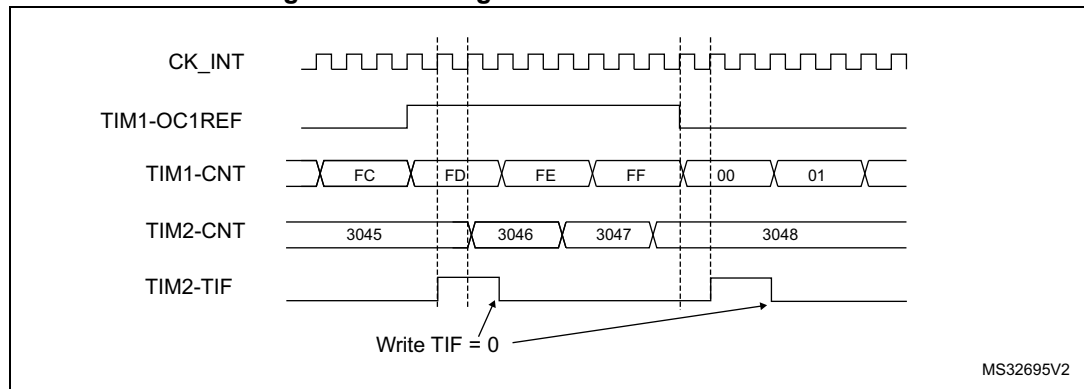 CK_INT
TIM1-OC1REF
TIM1-CNT FC FD FE FF 00 01
TIM2-CNT 3045 3046 3047 3048
TIM2-TIF
Write TIF = 0
MS32695V2